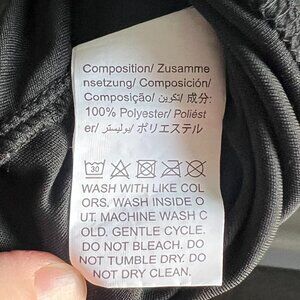 Composition/ Zusamme
nsetzung/ Composición/
Composição/ تكوين/ 成分:
100% Polyester/ Poliést
er/ بوليستر/ ポリエステル
30
WASH WITH LIKE COL
ORS. WASH INSIDE O
UT. MACHINE WASH C
OLD. GENTLE CYCLE.
DO NOT BLEACH. DO
NOT TUMBLE DRY. DO
NOT DRY CLEAN.